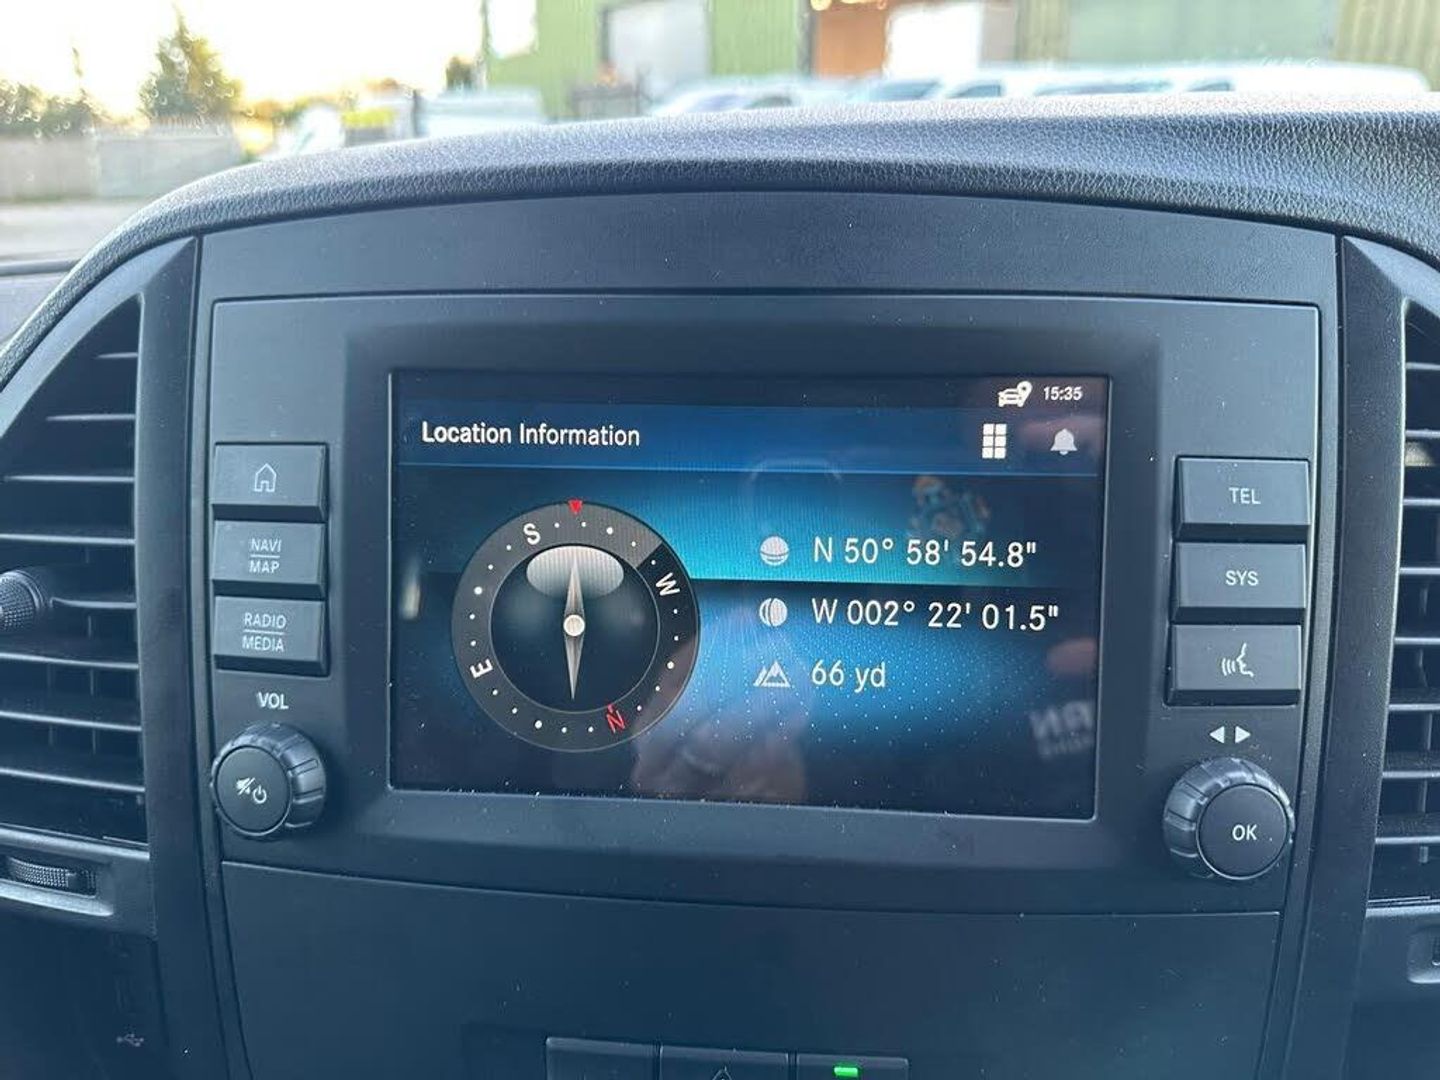 15:35
Location Information
S
W
E
N
N 50° 58' 54.8"
W 002° 22' 01.5"
66 yd
NAVI
MAP
RADIO
MEDIA
VOL
TEL
SYS
OK